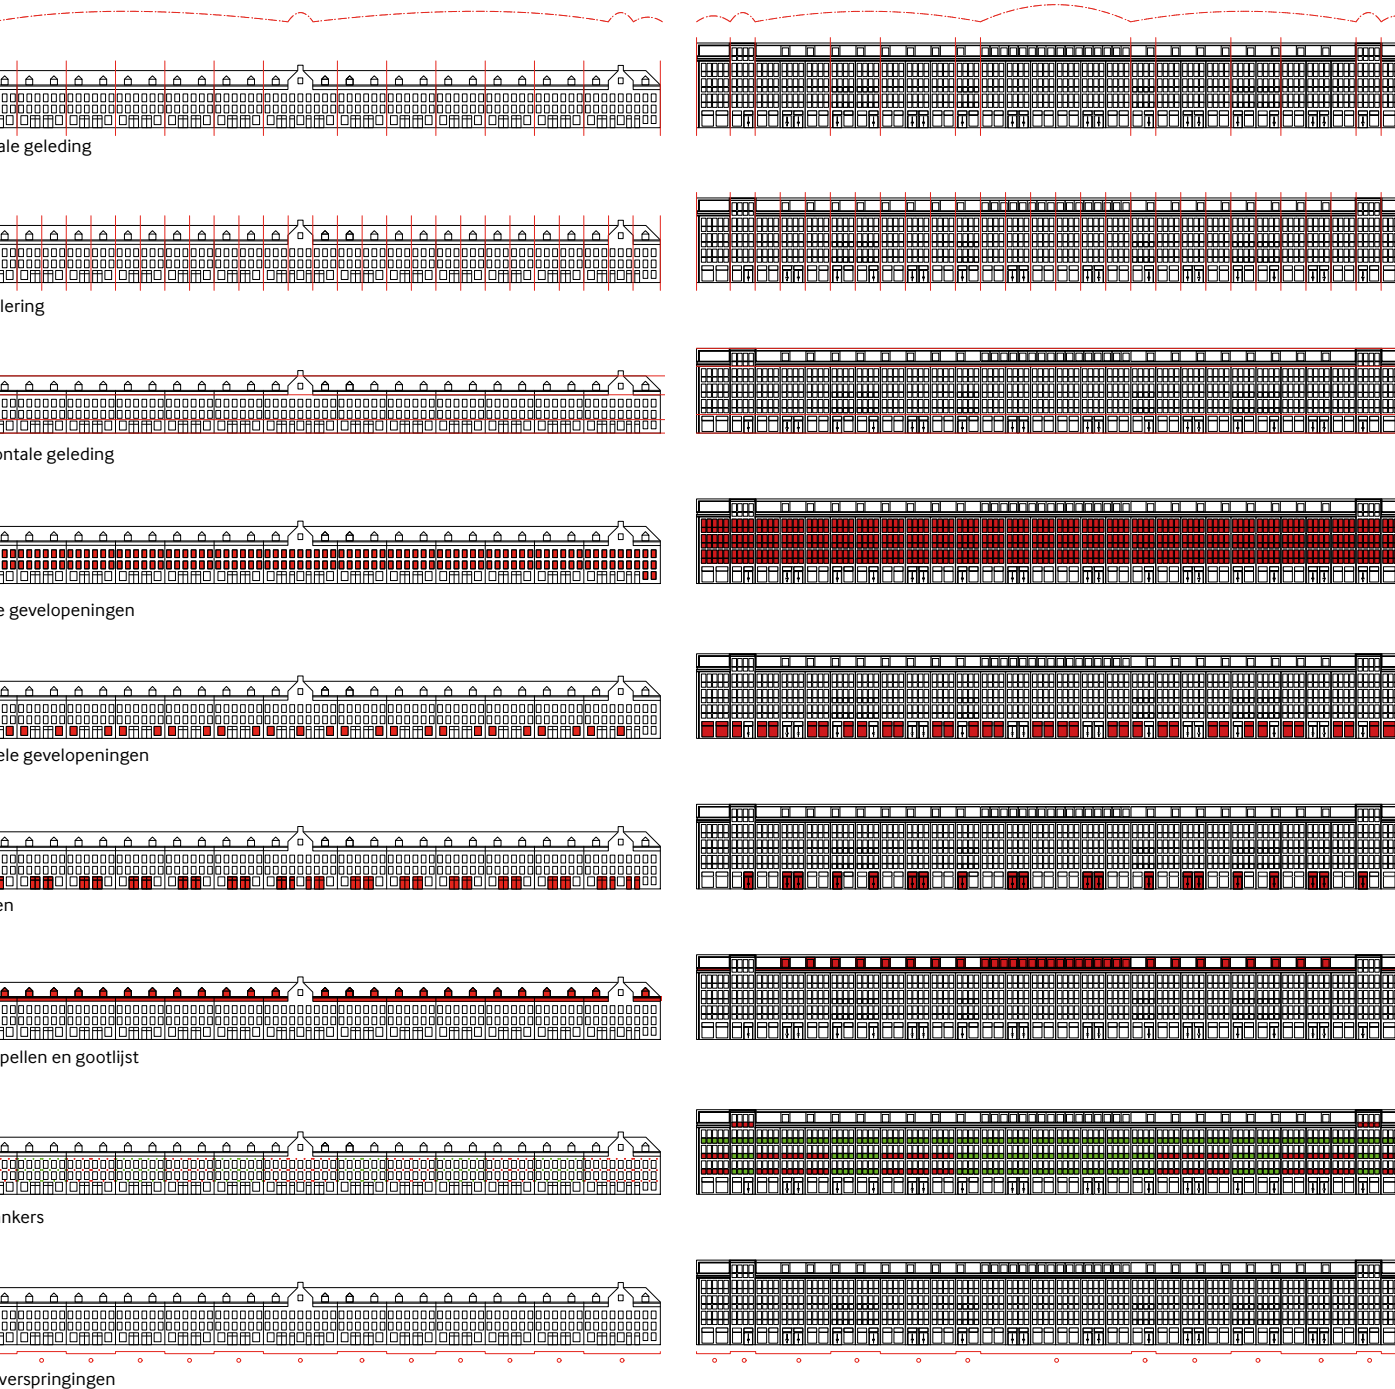 ale geleding
lering
ontale geleding
e gevelopeningen
ele gevelopeningen
en
pellen en gootlijst
nkers
verspringingen